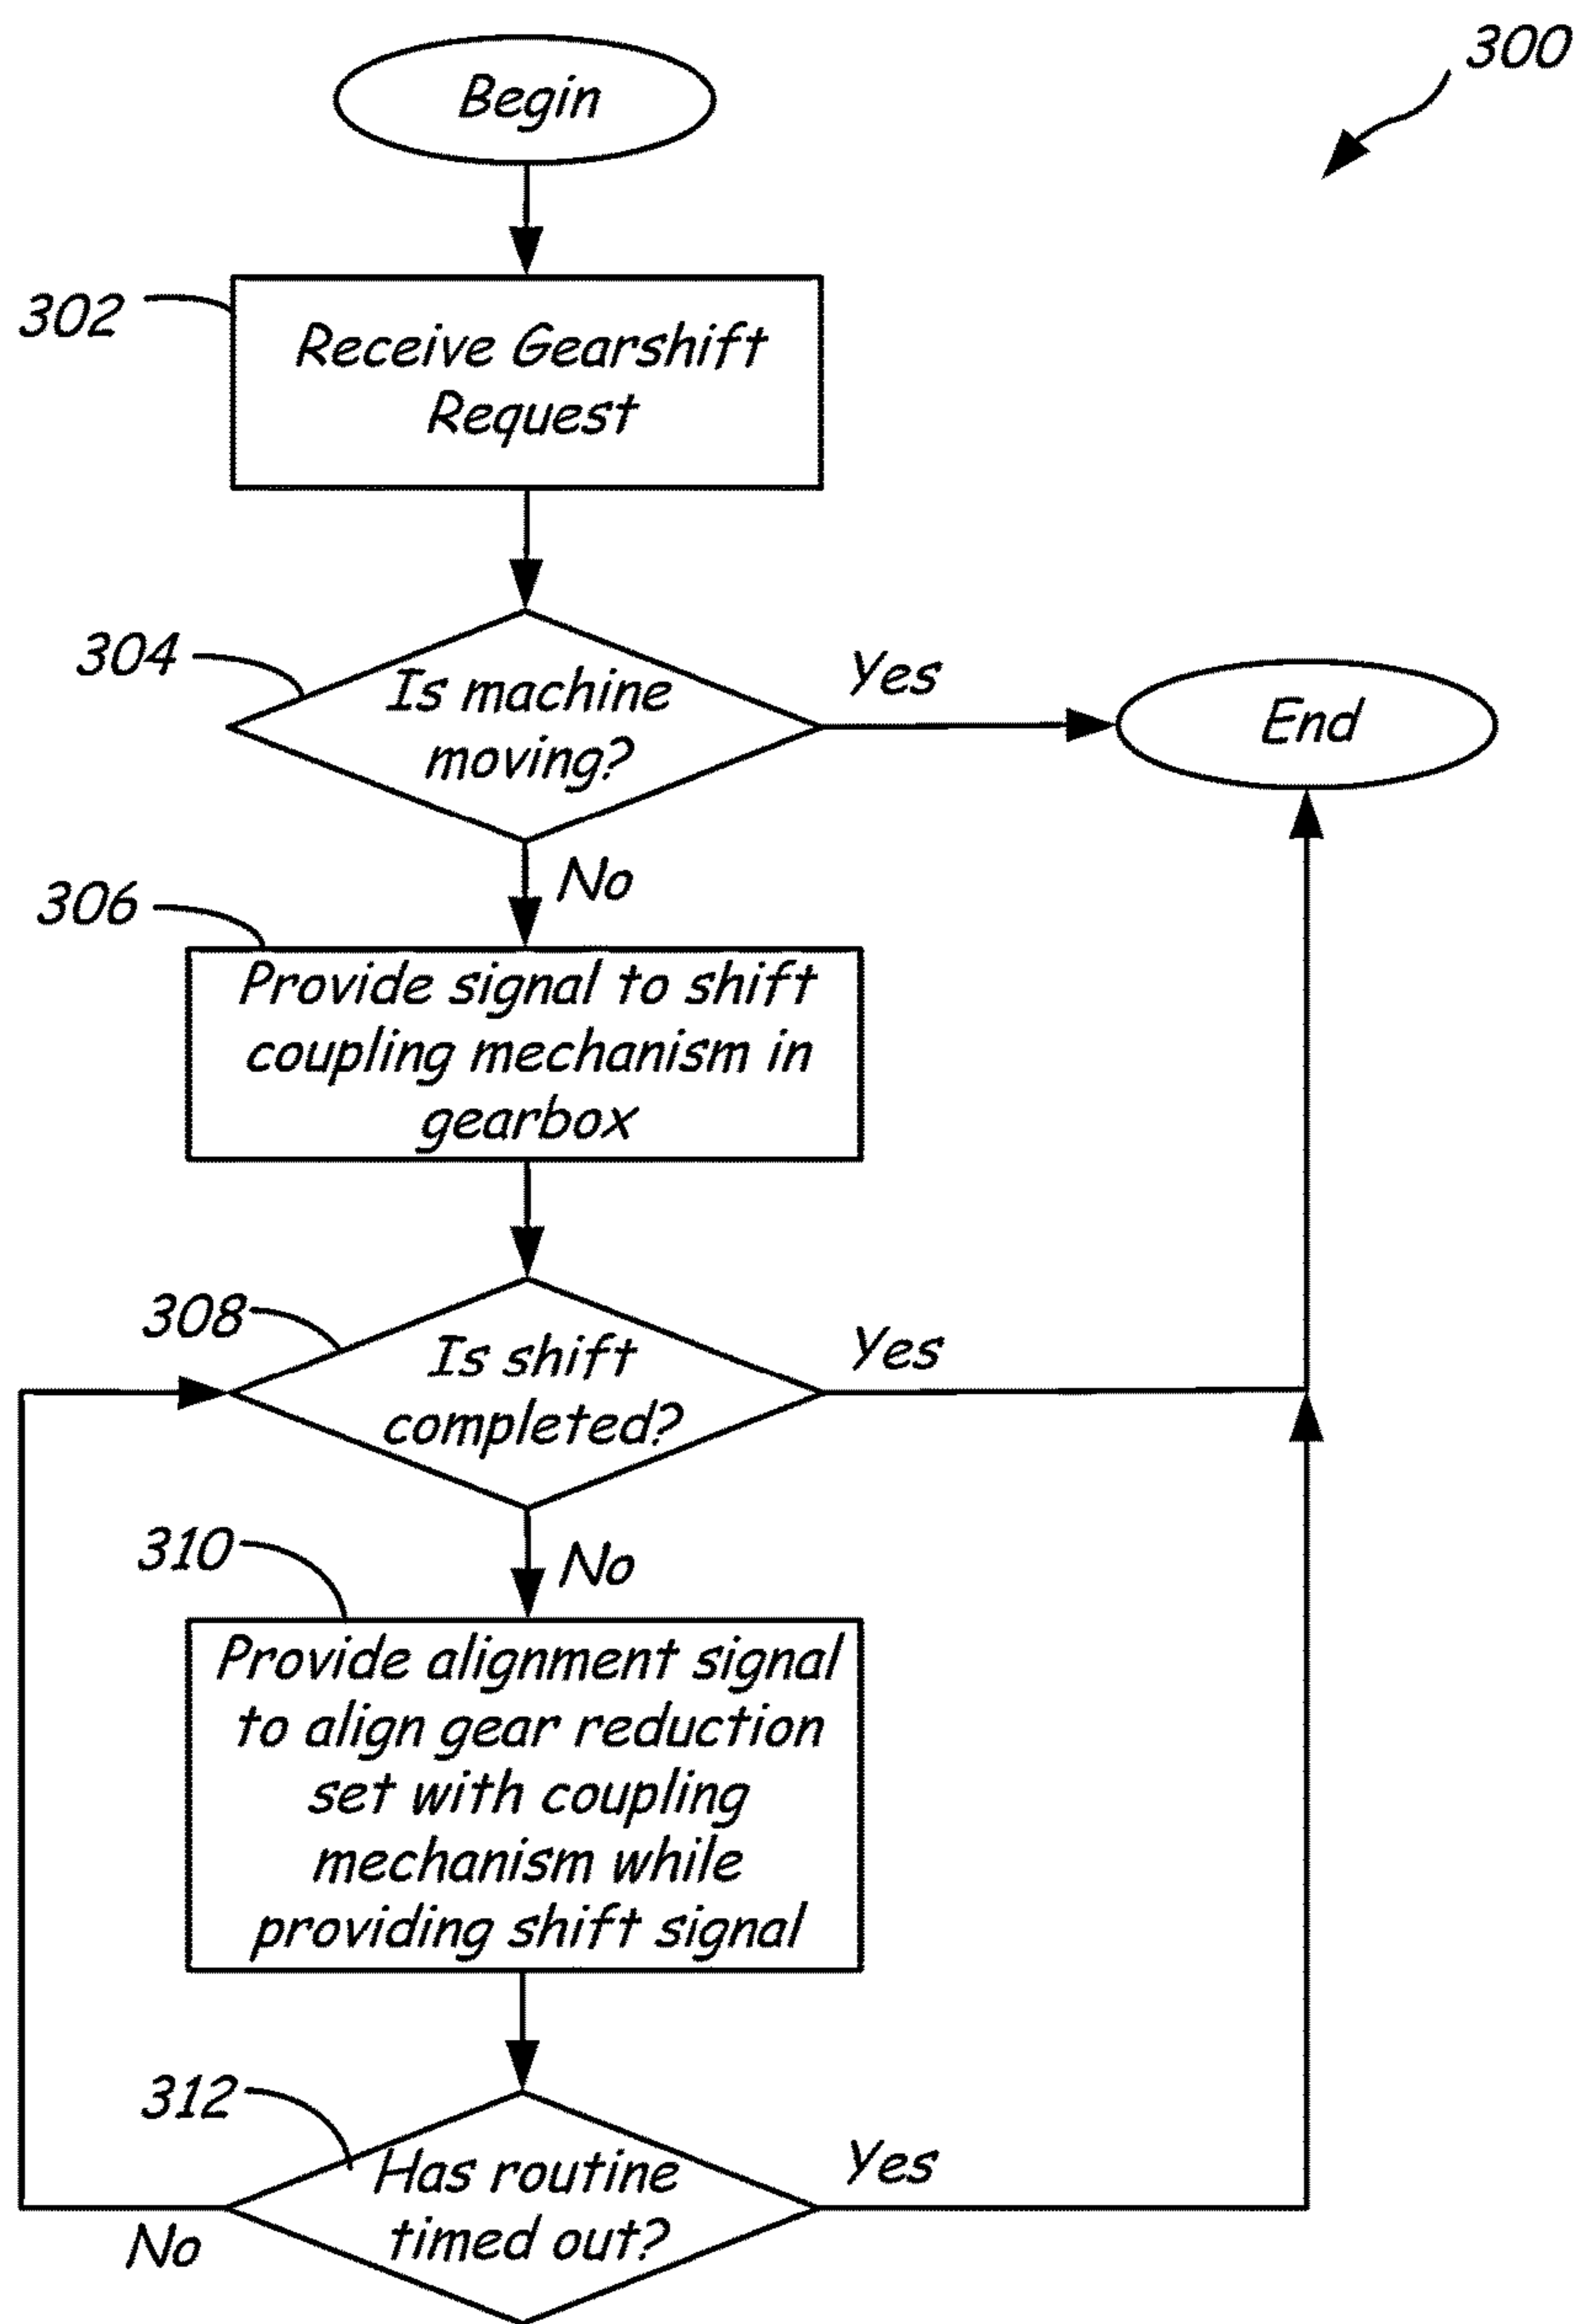 300
Begin
302
Receive Gearshift
Request
304
Is machine
moving?
Yes
End
No
306
Provide signal to shift
coupling mechanism in
gearbox
308
Is shift
completed?
Yes
No
310
Provide alignment signal
to align gear reduction
set with coupling
mechanism while
providing shift signal
312
Has routine
timed out?
Yes
No